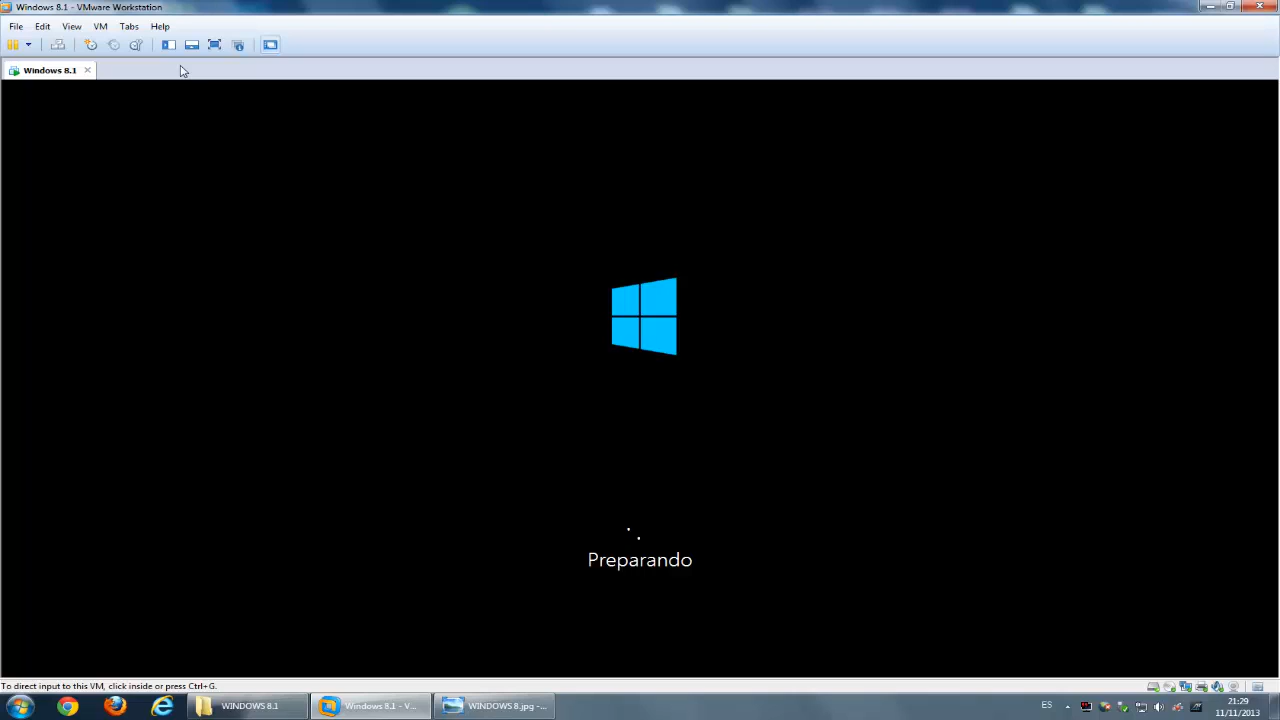 Windows 8.1 - VMware Workstation
File Edit View VM Tabs Help
Windows 8.1
Preparando
To direct input to this VM, click inside or press Ctrl+G.
WINDOWS 8.1
Windows 8.1 - V...
WINDOWS 8.jpg -...
ES
21:29
11/11/2013